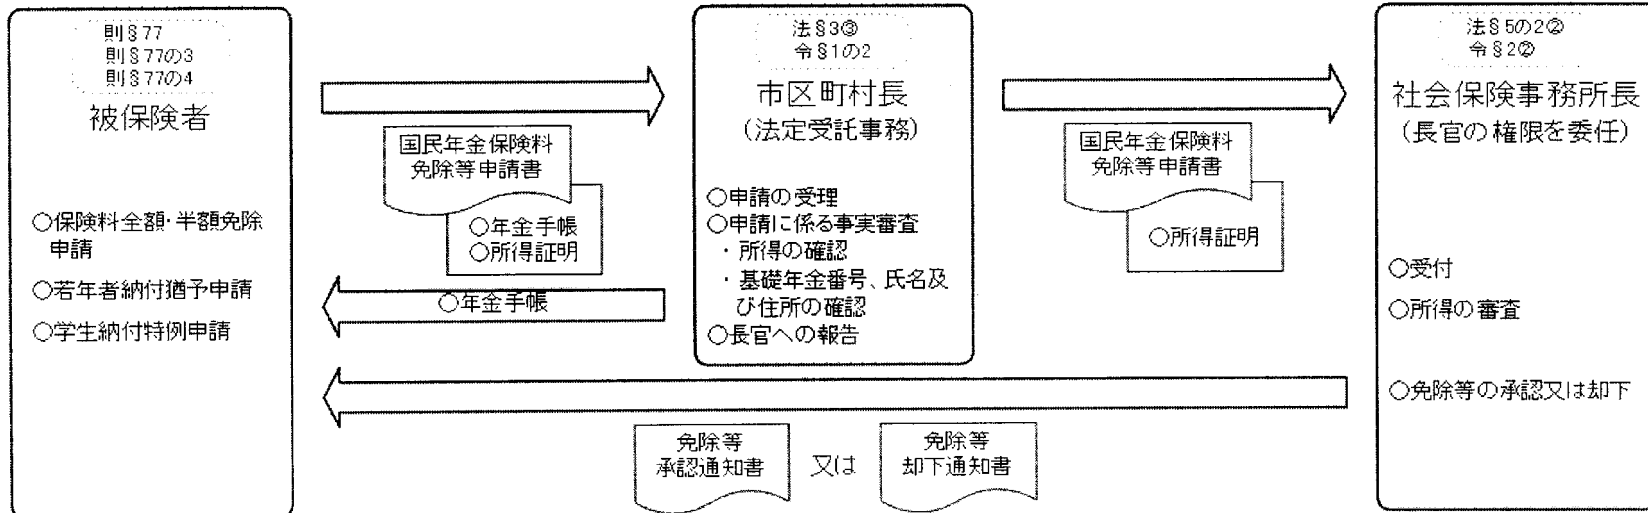 則§77
則§77の3
則§77の4
被保険者
○保険料全額・半額免除
申請
○若年者納付猶予申請
○学生納付特例申請
国民年金保険料
免除等申請書
○年金手帳
○所得証明
○年金手帳
法§3③
令§1の2
市区町村長
(法定受託事務)
○申請の受理
○申請に係る事実審査
・所得の確認
・基礎年金番号、氏名及
び住所の確認
○長官への報告
国民年金保険料
免除等申請書
○所得証明
法§5の2②
令§2②
社会保険事務所長
(長官の権限を委任)
○受付
○所得の審査
○免除等の承認又は却下
免除等
承認通知書
又は
免除等
却下通知書